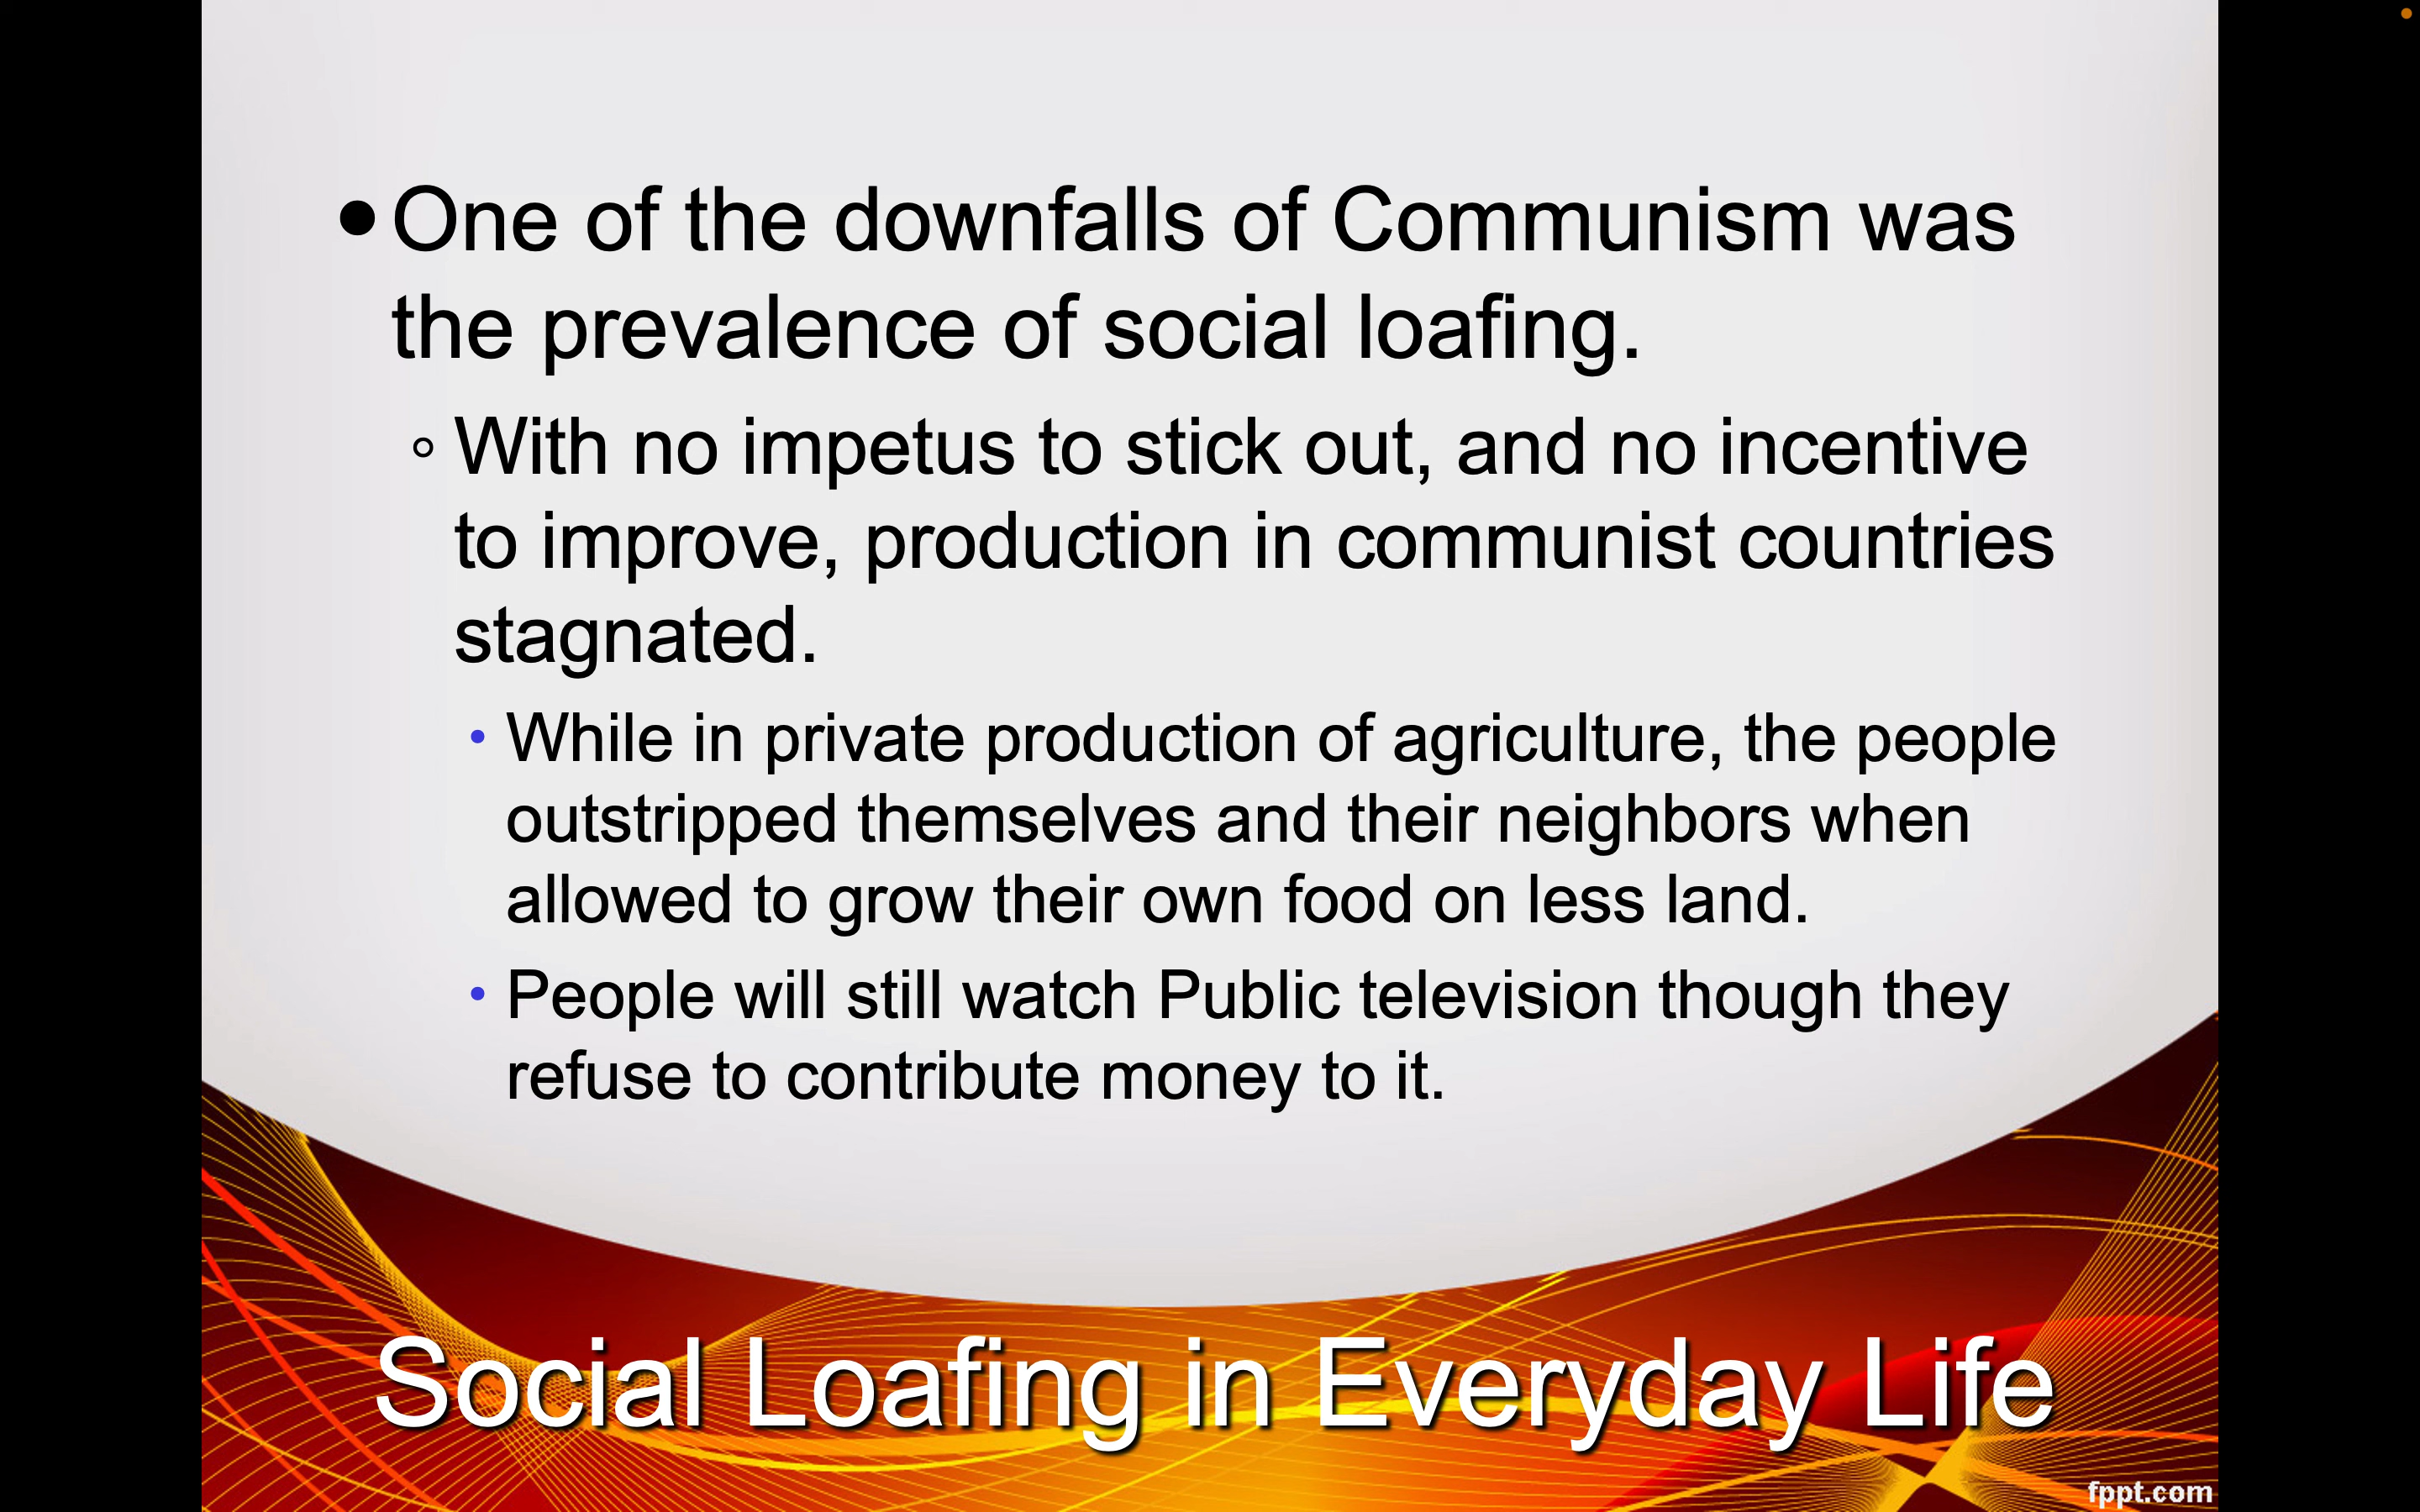 •One of the downfalls of Communism was
the prevalence of social loafing.
◦ With no impetus to stick out, and no incentive
to improve, production in communist countries
stagnated.
• While in private production of agriculture, the people
outstripped themselves and their neighbors when
allowed to grow their own food on less land.
• People will still watch Public television though they
refuse to contribute money to it.
Social Loafing in Everyday Life
fppt.com